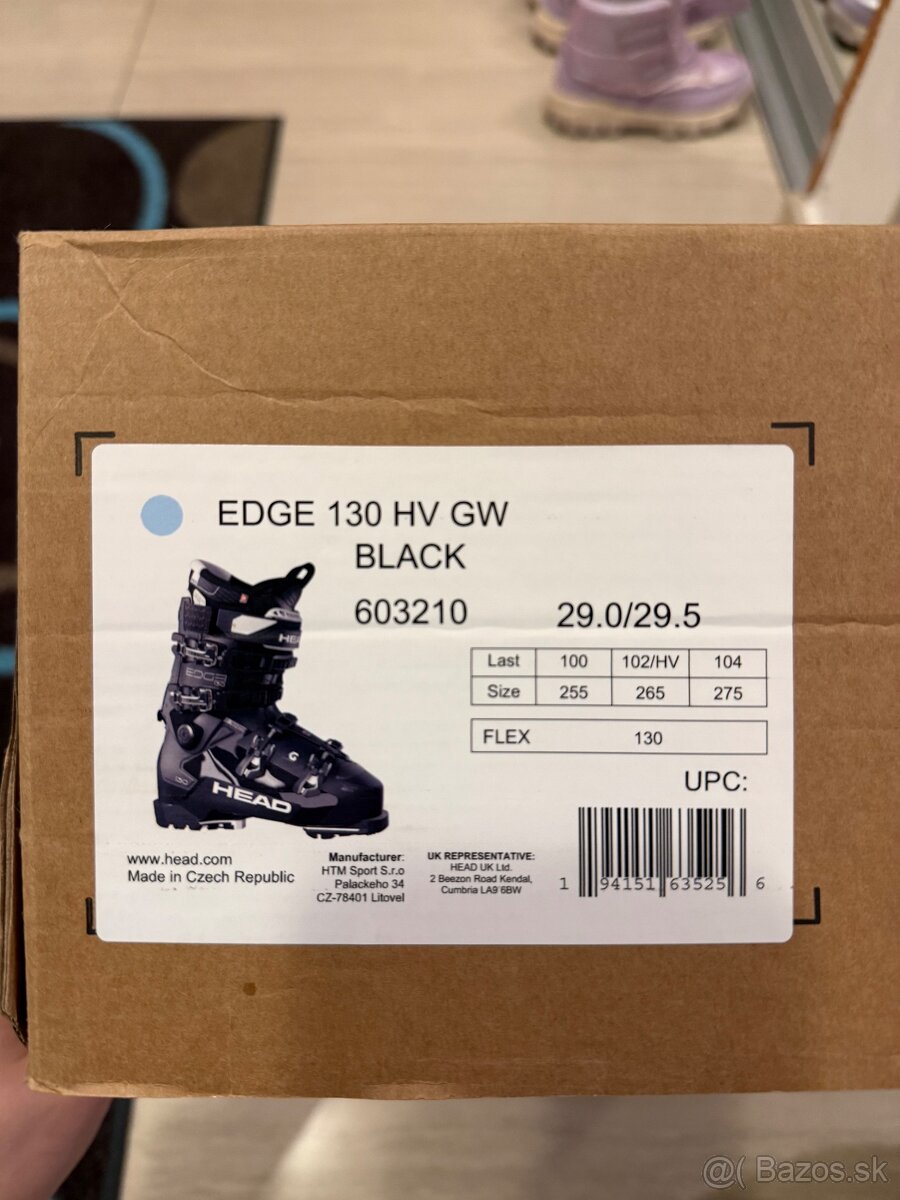 EDGE 130 HV GW
BLACK
603210
29.0/29.5
Last 100 102/HV 104
Size 255 265 275
FLEX 130
UPC:
HEAD
EDGE
HEAD
www.head.com
Made in Czech Republic
Manufacturer:
HTM Sport S.r.o
Palackeho 34
CZ-78401 Litovel
UK REPRESENTATIVE:
HEAD UK Ltd.
2 Beezon Road Kendal,
Cumbria LA9 6BW
1 94151 63525 6
@( Bazos.sk